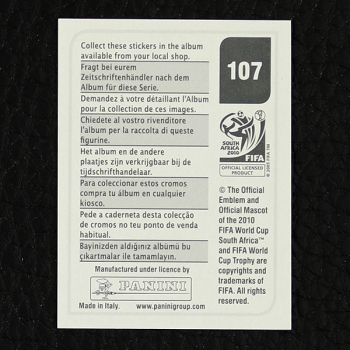 Collect these stickers in the album
available from your local shop.
Fragt bei eurem
Zeitschriftenhändler nach dem
Album für diese Serie.
Demandez à votre détaillant l'Album
pour la collection de ces images.
Chiedete al vostro rivenditore
l'album per la raccolta di queste
figurine.
Het album en de andere
plaatjes zijn verkrijgbaar bij de
tijdschrifthandelaar.
Para coleccionar estos cromos
compra tu álbum en cualquier
kiosco.
Pede a caderneta desta colecção
de cromos no teu ponto de venda
habitual.
Bayinizden aldığınız albümü bu
çıkartmalar ile tamamlayın.
Manufactured under licence by
PANINI
Made in Italy. www.paninigroup.com
107
SOUTH AFRICA
2010
FIFA
OFFICIAL LICENSED
PRODUCT
© The Official
Emblem and
Official Mascot
of the 2010
FIFA World Cup
South Africa™
and FIFA World
Cup Trophy are
copyrights and
trademarks of
FIFA. All rights
reserved.